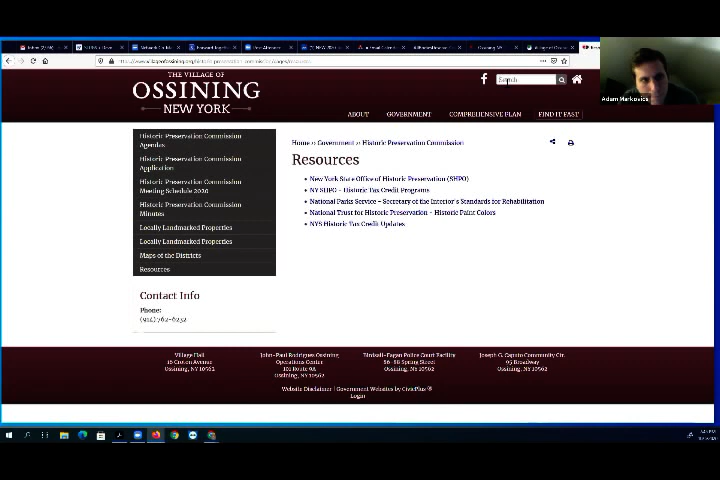 THE VILLAGE OF
OSSINING
NEW YORK
Search
Adam Markovics
ABOUT
GOVERNMENT
COMPREHENSIVE PLAN
FIND IT FAST
Historic Preservation Commission
Agendas
Historic Preservation Commission
Application
Historic Preservation Commission
Meeting Schedule 2020
Historic Preservation Commission
Minutes
Locally Landmarked Properties
Locally Landmarked Properties
Maps of the Districts
Resources
Contact Info
Phone:
(914) 762-6232
Home » Government » Historic Preservation Commission
Resources
New York State Office of Historic Preservation (SHPO)
NY SHPO - Historic Tax Credit Programs
National Parks Service - Secretary of the Interior's Standards for Rehabilitation
National Trust for Historic Preservation - Historic Paint Colors
NYS Historic Tax Credit Updates
Village Hall
16 Croton Avenue
Ossining, NY 10562
John-Paul Rodrigues Ossining
Operations Center
101 Route 9A
Ossining, NY 10562
Birdsall-Fagan Police Court Facility
86-88 Spring Street
Ossining, NY 10562
Joseph G. Caputo Community Ctr.
95 Broadway
Ossining, NY 10562
Website Disclaimer | Government Websites by CivicPlus ®
Login